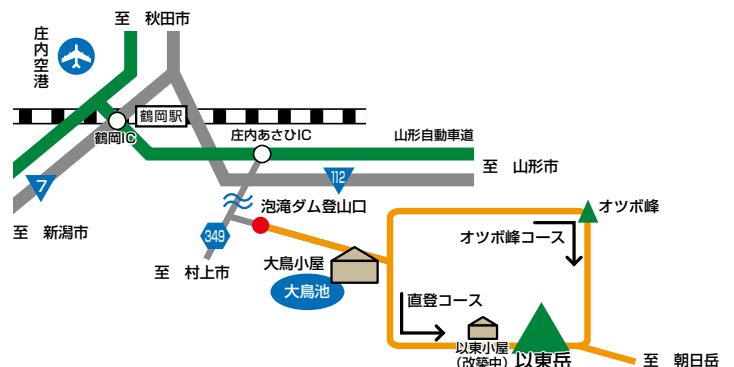 至　秋田市
庄内空港
鶴岡駅
鶴岡IC
庄内あさひIC
山形自動車道
至　山形市
112
7
泡滝ダム登山口
オツボ峰
至　新潟市
349
オツボ峰コース
至　村上市
大鳥小屋
大鳥池
直登コース
以東小屋
（改築中）
以東岳
至　朝日岳